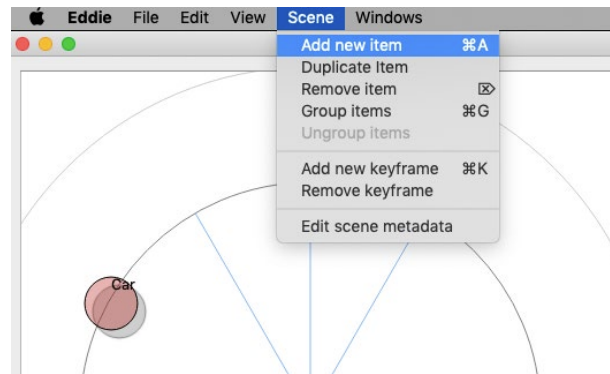 Eddie File Edit View Scene Windows
Add new item ⌘A
Duplicate Item
Remove item ⌦
Group items ⌘G
Ungroup items
Add new keyframe ⌘K
Remove keyframe
Edit scene metadata
Car